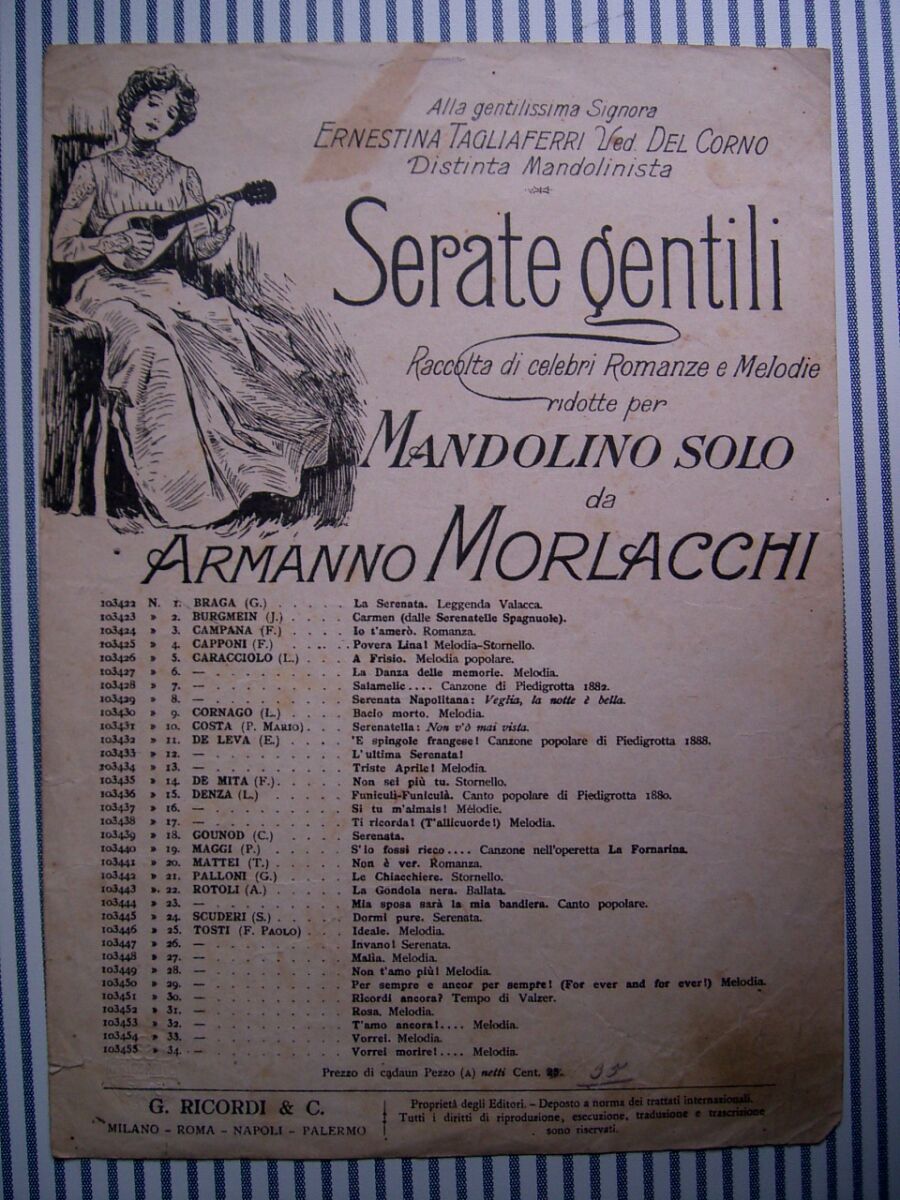 Alla gentilissima Signora
ERNESTINA TAGLIAFERRI Ved. DEL CORNO
Distinta Mandolinista
Serate gentili
Raccolta di celebri Romanze e Melodie
ridotte per
MANDOLINO SOLO
da
ARMANNO MORLACCHI
103422 N. 1. BRAGA (G.) . . . . . La Serenata. Leggenda Valacca.
103423 » 2. BURGMEIN (J.) . . . . Carmen (dalle Serenatelle Spagnuole).
103424 » 3. CAMPANA (F.) . . . . Io t'amerò. Romanza.
103425 » 4. CAPPONI (F.) . . . . Povera Lina! Melodia-Stornello.
103426 » 5. CARACCIOLO (L.) . . . A Frisio. Melodia popolare.
103427 » 6. — . . . . . . . . La Danza delle memorie. Melodia.
103428 » 7. — . . . . . . . . Salamelic.... Canzone di Piedigrotta 1882.
103429 » 8. — . . . . . . . . Serenata Napolitana: Veglia, la notte è bella.
103430 » 9. CORNAGO (L.) . . . . Bacio morto. Melodia.
103431 » 10. COSTA (P. MARIO) . . . Serenatella: Non v'ò mai vista.
103432 » 11. DE LEVA (E.) . . . . 'E spingole frangese! Canzone popolare di Piedigrotta 1888.
103433 » 12. — . . . . . . . . L'ultima Serenata!
103434 » 13. — . . . . . . . . Triste Aprile! Melodia.
103435 » 14. DE MITA (F.) . . . . Non sei più tu. Stornello.
103436 » 15. DENZA (L.) . . . . . Funiculì-Funiculà. Canto popolare di Piedigrotta 1880.
103437 » 16. — . . . . . . . . Si tu m'aimais! Mélodie.
103438 » 17. — . . . . . . . . Ti ricorda! (T'allicuorde!) Melodia.
103439 » 18. GOUNOD (C.) . . . . Serenata.
103440 » 19. MAGGI (P.) . . . . . S'io fossi ricco.... Canzone nell'operetta La Fornarina.
103441 » 20. MATTEI (T.) . . . . . Non è ver. Romanza.
103442 » 21. PALLONI (G.) . . . . Le Chiacchiere. Stornello.
103443 » 22. ROTOLI (A.) . . . . . La Gondola nera. Ballata.
103444 » 23. — . . . . . . . . Mia sposa sarà la mia bandiera. Canto popolare.
103445 » 24. SCUDERI (S.) . . . . Dormi pure. Serenata.
103446 » 25. TOSTI (F. PAOLO) . . . Ideale. Melodia.
103447 » 26. — . . . . . . . . Invano! Serenata.
103448 » 27. — . . . . . . . . Malìa. Melodia.
103449 » 28. — . . . . . . . . Non t'amo più! Melodia.
103450 » 29. — . . . . . . . . Per sempre e ancor per sempre! (For ever and for ever!) Melodia.
103451 » 30. — . . . . . . . . Ricordi ancora? Tempo di Valzer.
103452 » 31. — . . . . . . . . Rosa. Melodia.
103453 » 32. — . . . . . . . . T'amo ancora!.... Melodia.
103454 » 33. — . . . . . . . . Vorrei. Melodia.
103455 » 34. — . . . . . . . . Vorrei morire!.... Melodia.
Prezzo di cadaun Pezzo (A) netti Cent. 35
G. RICORDI & C.
MILANO - ROMA - NAPOLI - PALERMO
Proprietà degli Editori. - Deposto a norma dei trattati internazionali.
Tutti i diritti di riproduzione, esecuzione, traduzione e trascrizione
sono riservati.